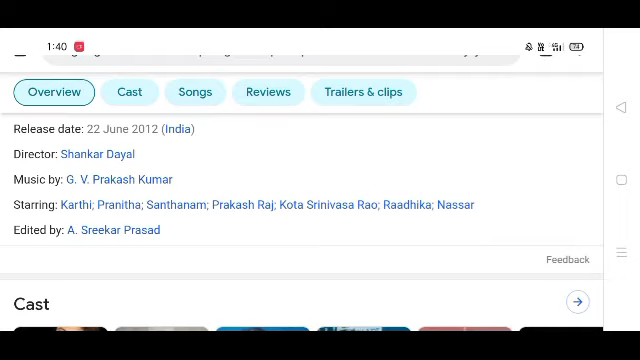 1:40
74
Overview Cast Songs Reviews Trailers & clips
Release date: 22 June 2012 (India)
Director: Shankar Dayal
Music by: G. V. Prakash Kumar
Starring: Karthi; Pranitha; Santhanam; Prakash Raj; Kota Srinivasa Rao; Raadhika; Nassar
Edited by: A. Sreekar Prasad
Feedback
Cast